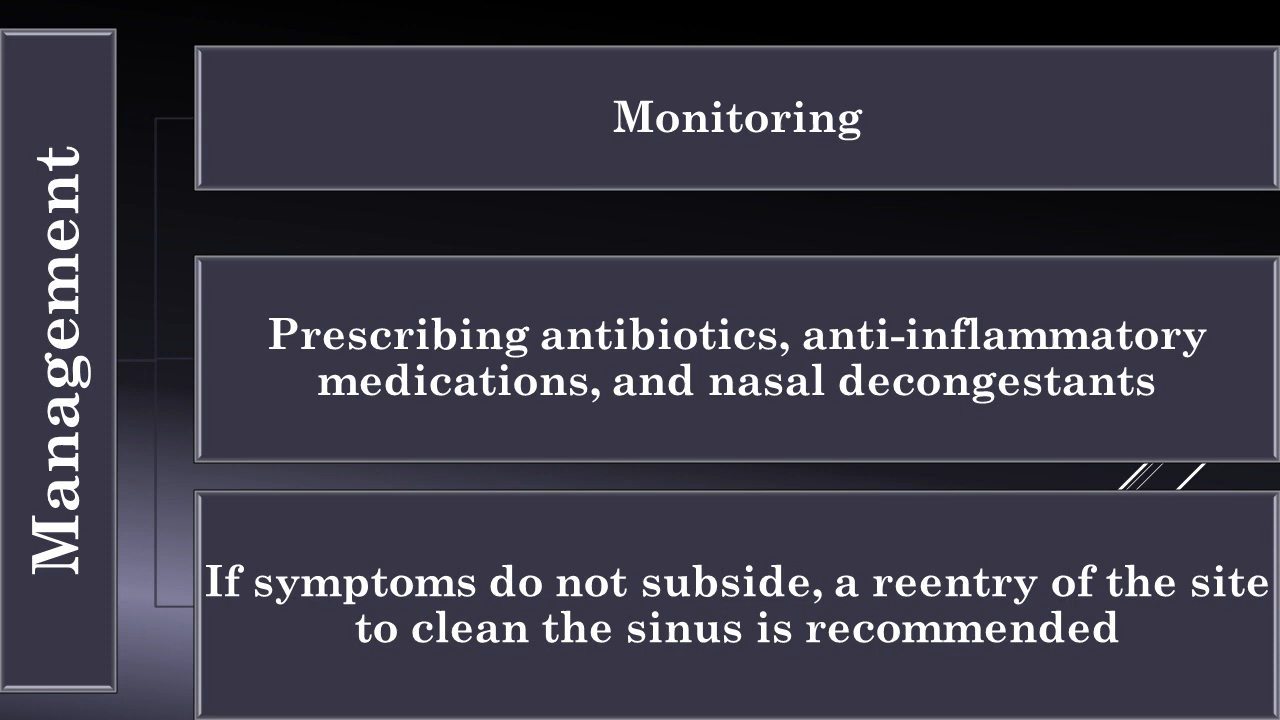 Management
Monitoring
Prescribing antibiotics, anti-inflammatory
medications, and nasal decongestants
If symptoms do not subside, a reentry of the site
to clean the sinus is recommended